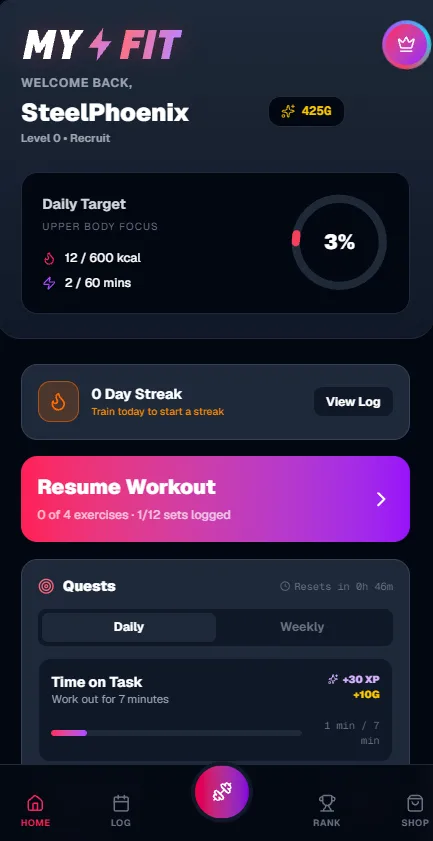 MY FIT
WELCOME BACK,
SteelPhoenix
425G
Level 0 • Recruit
Daily Target
UPPER BODY FOCUS
12 / 600 kcal
2 / 60 mins
3%
0 Day Streak
Train today to start a streak
View Log
Resume Workout
0 of 4 exercises · 1/12 sets logged
Quests
Resets in 0h 46m
Daily
Weekly
Time on Task
+30 XP
Work out for 7 minutes
+10G
1 min / 7
min
HOME
LOG
RANK
SHOP